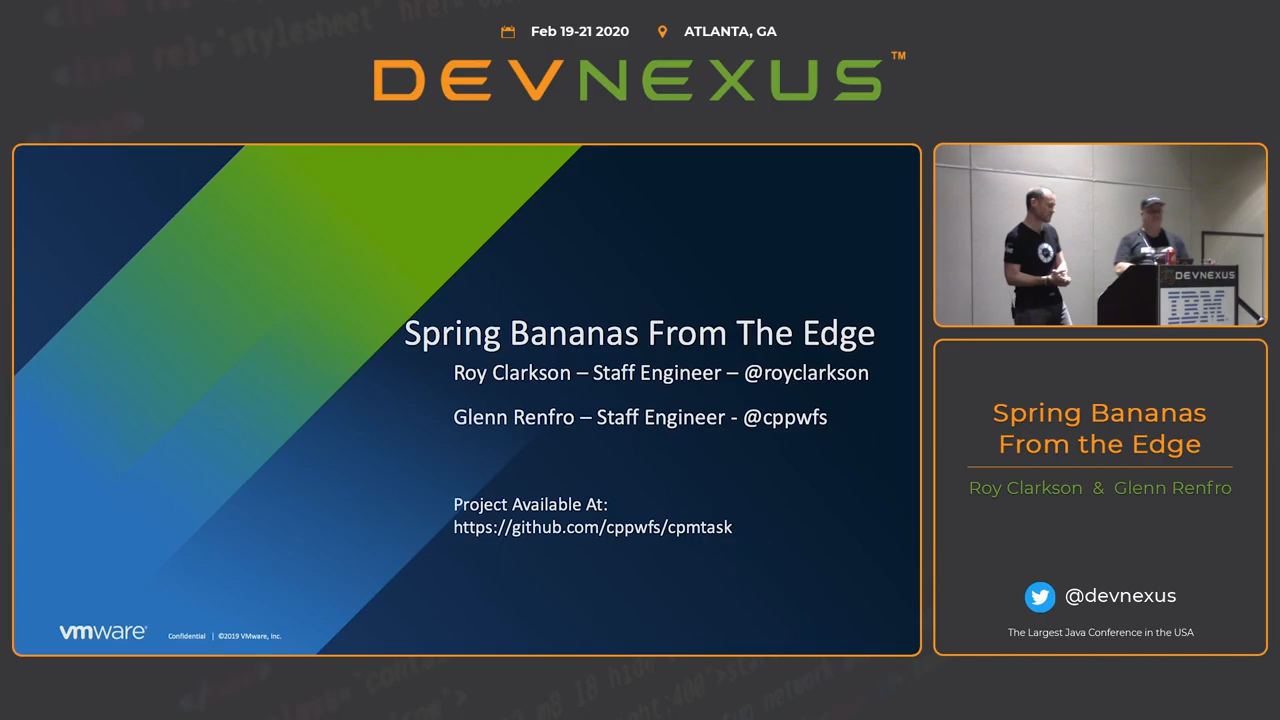 Feb 19-21 2020
ATLANTA, GA
DEVNEXUS™
Spring Bananas From The Edge
Roy Clarkson – Staff Engineer – @royclarkson
Glenn Renfro – Staff Engineer - @cppwfs
Project Available At:
https://github.com/cppwfs/cpmtask
vmware®
Confidential | ©2019 VMware, Inc.
DEVNEXUS
IBM
Spring Bananas
From the Edge
Roy Clarkson & Glenn Renfro
@devnexus
The Largest Java Conference in the USA